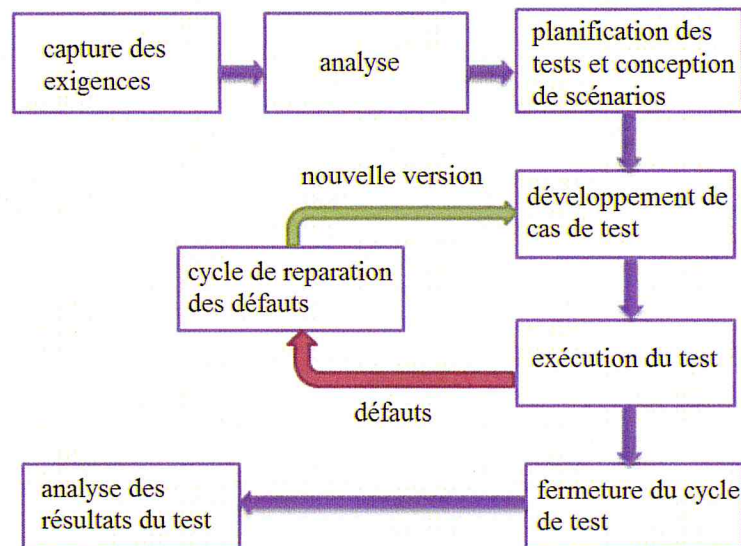 capture des
exigences
analyse
planification des
tests et conception
de scénarios
nouvelle version
développement de
cas de test
cycle de reparation
des défauts
exécution du test
défauts
analyse des
résultats du test
fermeture du cycle
de test